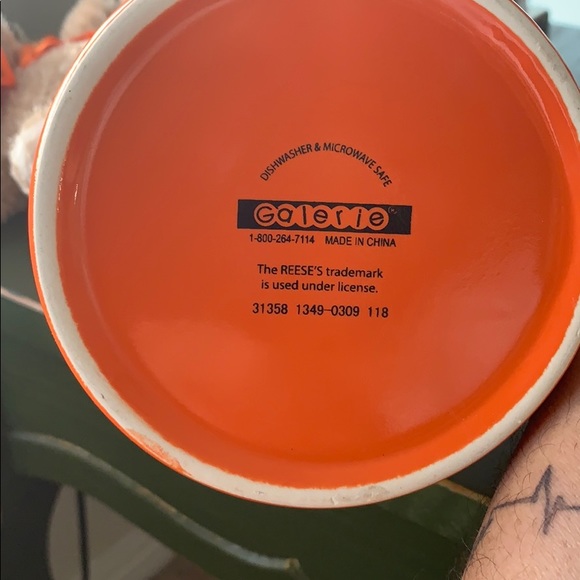 DISHWASHER & MICROWAVE SAFE
Galerie
1-800-264-7114 MADE IN CHINA
The REESE'S trademark
is used under license.
31358 1349-0309 118